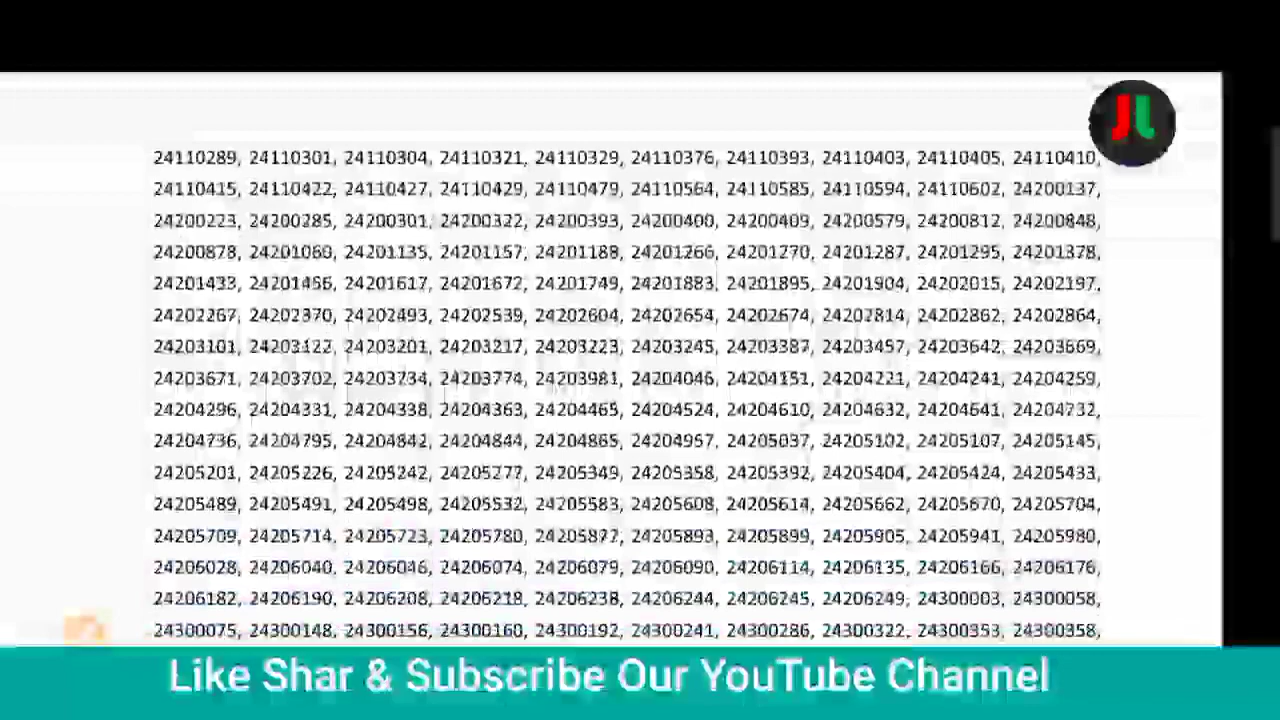 24110289, 24110301, 24110304, 24110321, 24110329, 24110376, 24110393, 24110403, 24110405, 24110410,
24110415, 24110422, 24110427, 24110429, 24110479, 24110564, 24110585, 24110594, 24110602, 24200137,
24200223, 24200285, 24200301, 24200322, 24200393, 24200400, 24200409, 24200579, 24200812, 24200848,
24200878, 24201060, 24201135, 24201157, 24201188, 24201266, 24201270, 24201287, 24201295, 24201378,
24201433, 24201456, 24201617, 24201672, 24201749, 24201883, 24201895, 24201904, 24202015, 24202197,
24202267, 24202370, 24202493, 24202539, 24202604, 24202654, 24202674, 24202814, 24202862, 24202864,
24203101, 24203122, 24203201, 24203217, 24203223, 24203245, 24203387, 24203457, 24203642, 24203669,
24203671, 24203702, 24203734, 24203774, 24203981, 24204046, 24204151, 24204221, 24204241, 24204259,
24204296, 24204331, 24204338, 24204363, 24204465, 24204524, 24204610, 24204632, 24204641, 24204732,
24204736, 24204795, 24204842, 24204844, 24204865, 24204957, 24205037, 24205102, 24205107, 24205145,
24205201, 24205226, 24205242, 24205277, 24205349, 24205358, 24205392, 24205404, 24205424, 24205433,
24205489, 24205491, 24205498, 24205532, 24205583, 24205608, 24205614, 24205662, 24205670, 24205704,
24205709, 24205714, 24205723, 24205780, 24205877, 24205893, 24205899, 24205905, 24205941, 24205980,
24206028, 24206040, 24206046, 24206074, 24206079, 24206090, 24206114, 24206135, 24206166, 24206176,
24206182, 24206190, 24206208, 24206218, 24206238, 24206244, 24206245, 24206249, 24300003, 24300058,
24300075, 24300148, 24300156, 24300160, 24300192, 24300241, 24300286, 24300322, 24300353, 24300358,
Like Shar & Subscribe Our YouTube Channel